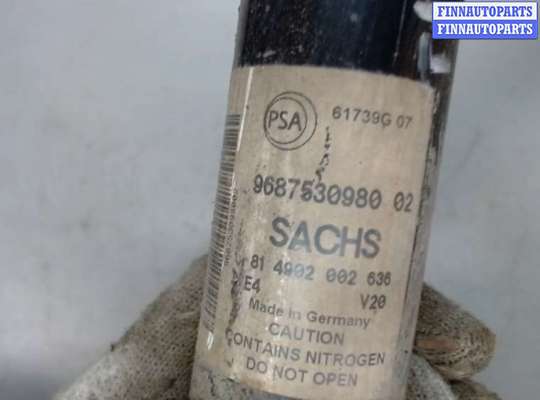 FINNAUTOPARTS
FINNAUTOPARTS
PSA
61739G 07
9687530980 02
SACHS
81 4902 002 636
E4
V20
Made in Germany
CAUTION
CONTAINS NITROGEN
DO NOT OPEN